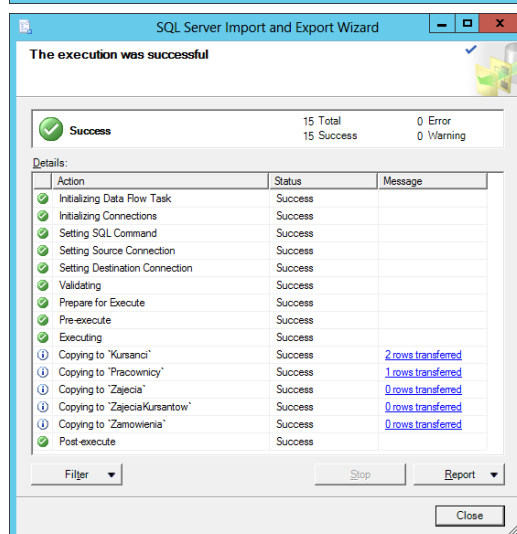 SQL Server Import and Export Wizard
The execution was successful
Success
15 Total 0 Error
15 Success 0 Warning
Details:
Action Status Message
Initializing Data Flow Task Success
Initializing Connections Success
Setting SQL Command Success
Setting Source Connection Success
Setting Destination Connection Success
Validating Success
Prepare for Execute Success
Pre-execute Success
Executing Success
Copying to `Kursanci` Success 2 rows transferred
Copying to `Pracownicy` Success 1 rows transferred
Copying to `Zajecia` Success 0 rows transferred
Copying to `ZajeciaKursantow` Success 0 rows transferred
Copying to `Zamowienia` Success 0 rows transferred
Post-execute Success
Filter Stop Report
Close